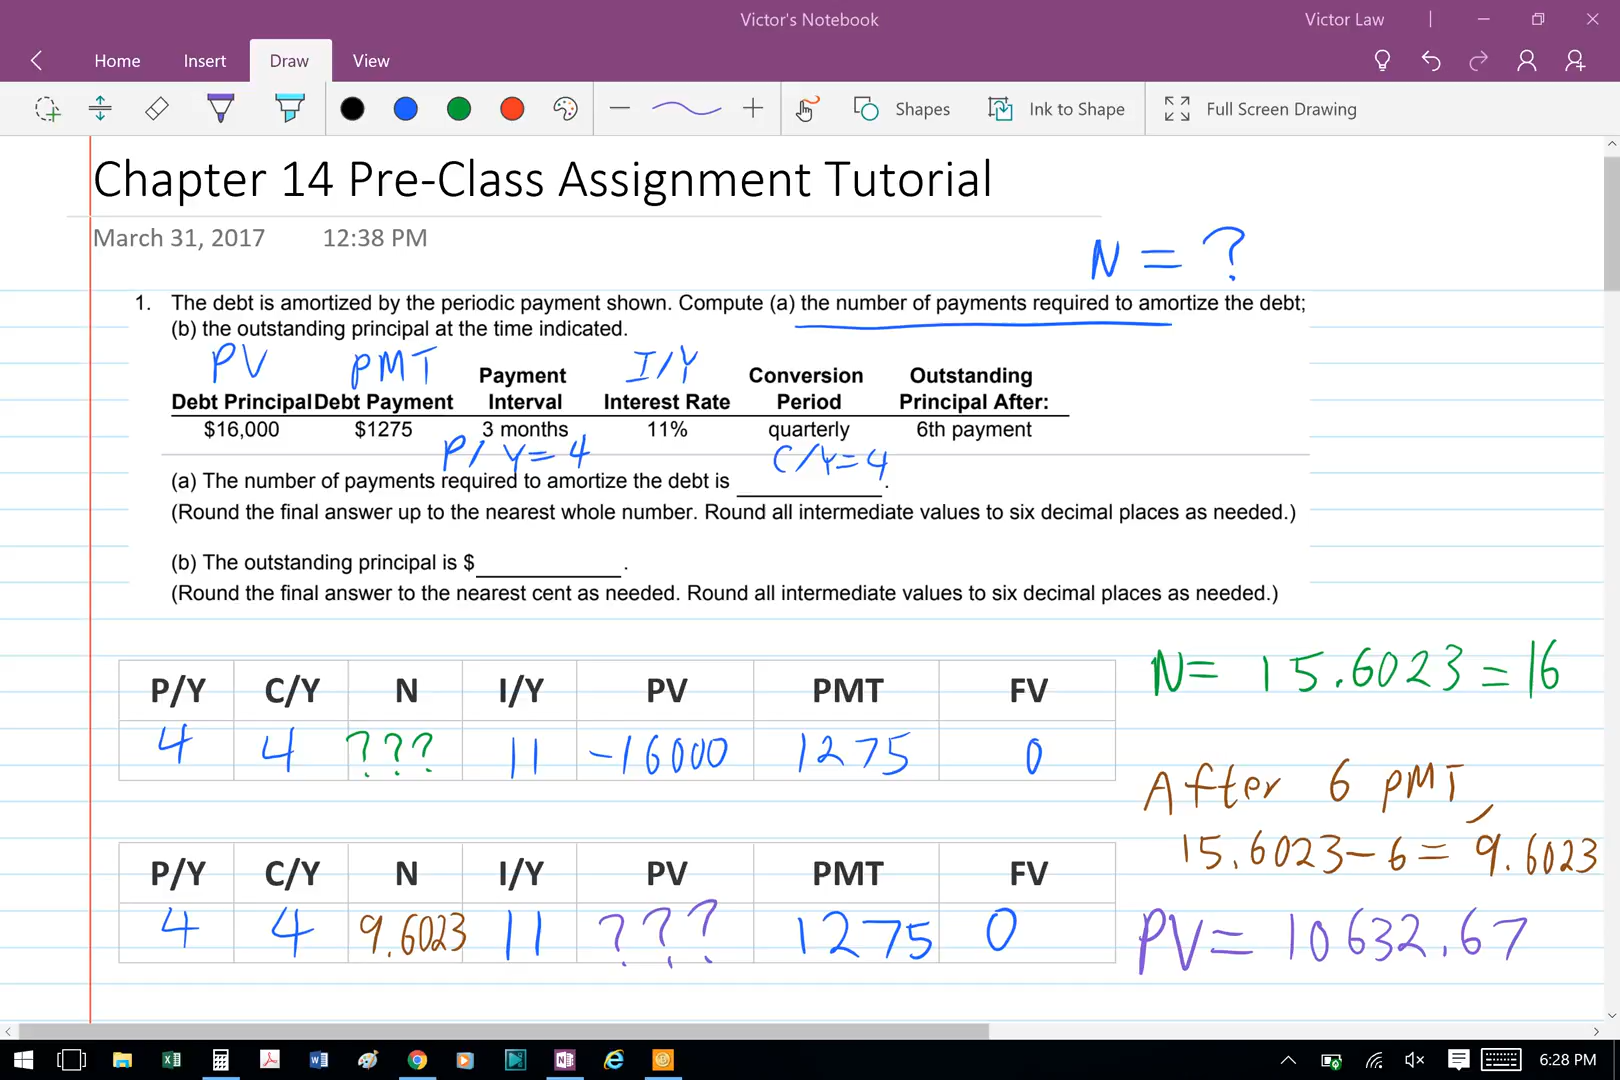 Victor's Notebook
Victor Law
Home Insert Draw View
Shapes Ink to Shape Full Screen Drawing
Chapter 14 Pre-Class Assignment Tutorial
March 31, 2017 12:38 PM
N = ?
1. The debt is amortized by the periodic payment shown. Compute (a) the number of payments required to amortize the debt;
(b) the outstanding principal at the time indicated.
PV PMT I/Y
Payment Conversion Outstanding
Debt Principal Debt Payment Interval Interest Rate Period Principal After:
$16,000 $1275 3 months 11% quarterly 6th payment
P/Y=4 C/Y=4
(a) The number of payments required to amortize the debt is ____________.
(Round the final answer up to the nearest whole number. Round all intermediate values to six decimal places as needed.)
(b) The outstanding principal is $____________.
(Round the final answer to the nearest cent as needed. Round all intermediate values to six decimal places as needed.)
N= 15.6023 = 16
P/Y C/Y N I/Y PV PMT FV
4 4 ??? 11 -16000 1275 0
After 6 PMT,
15.6023-6= 9.6023
P/Y C/Y N I/Y PV PMT FV
4 4 9.6023 11 ??? 1275 0
PV= 10632.67
6:28 PM